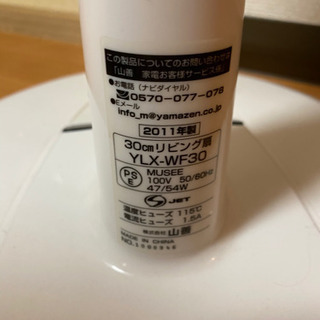 この製品についてのお問い合わせは
「山善 家電お客様サービス係」
●お電話（ナビダイヤル）
0570-077-078
●Eメール
info_m@yamazen.co.jp
2011年製
30cmリビング扇
YLX-WF30
PS
E
MUSEE
100V 50/60Hz
47/54W
JET
温度ヒューズ 115℃
電流ヒューズ 1.5A
株式会社 山善
MADE IN CHINA